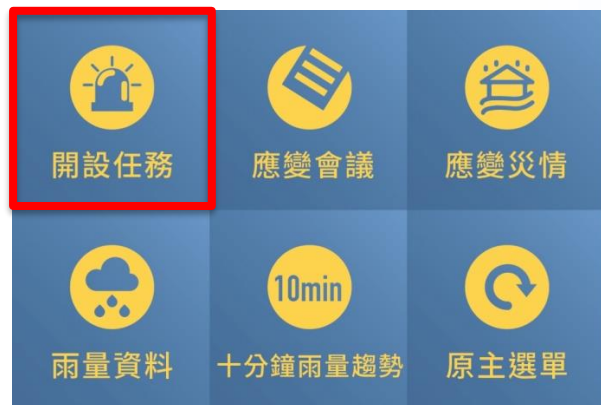 開設任務
應變會議
應變災情
10min
雨量資料
十分鐘雨量趨勢
原主選單